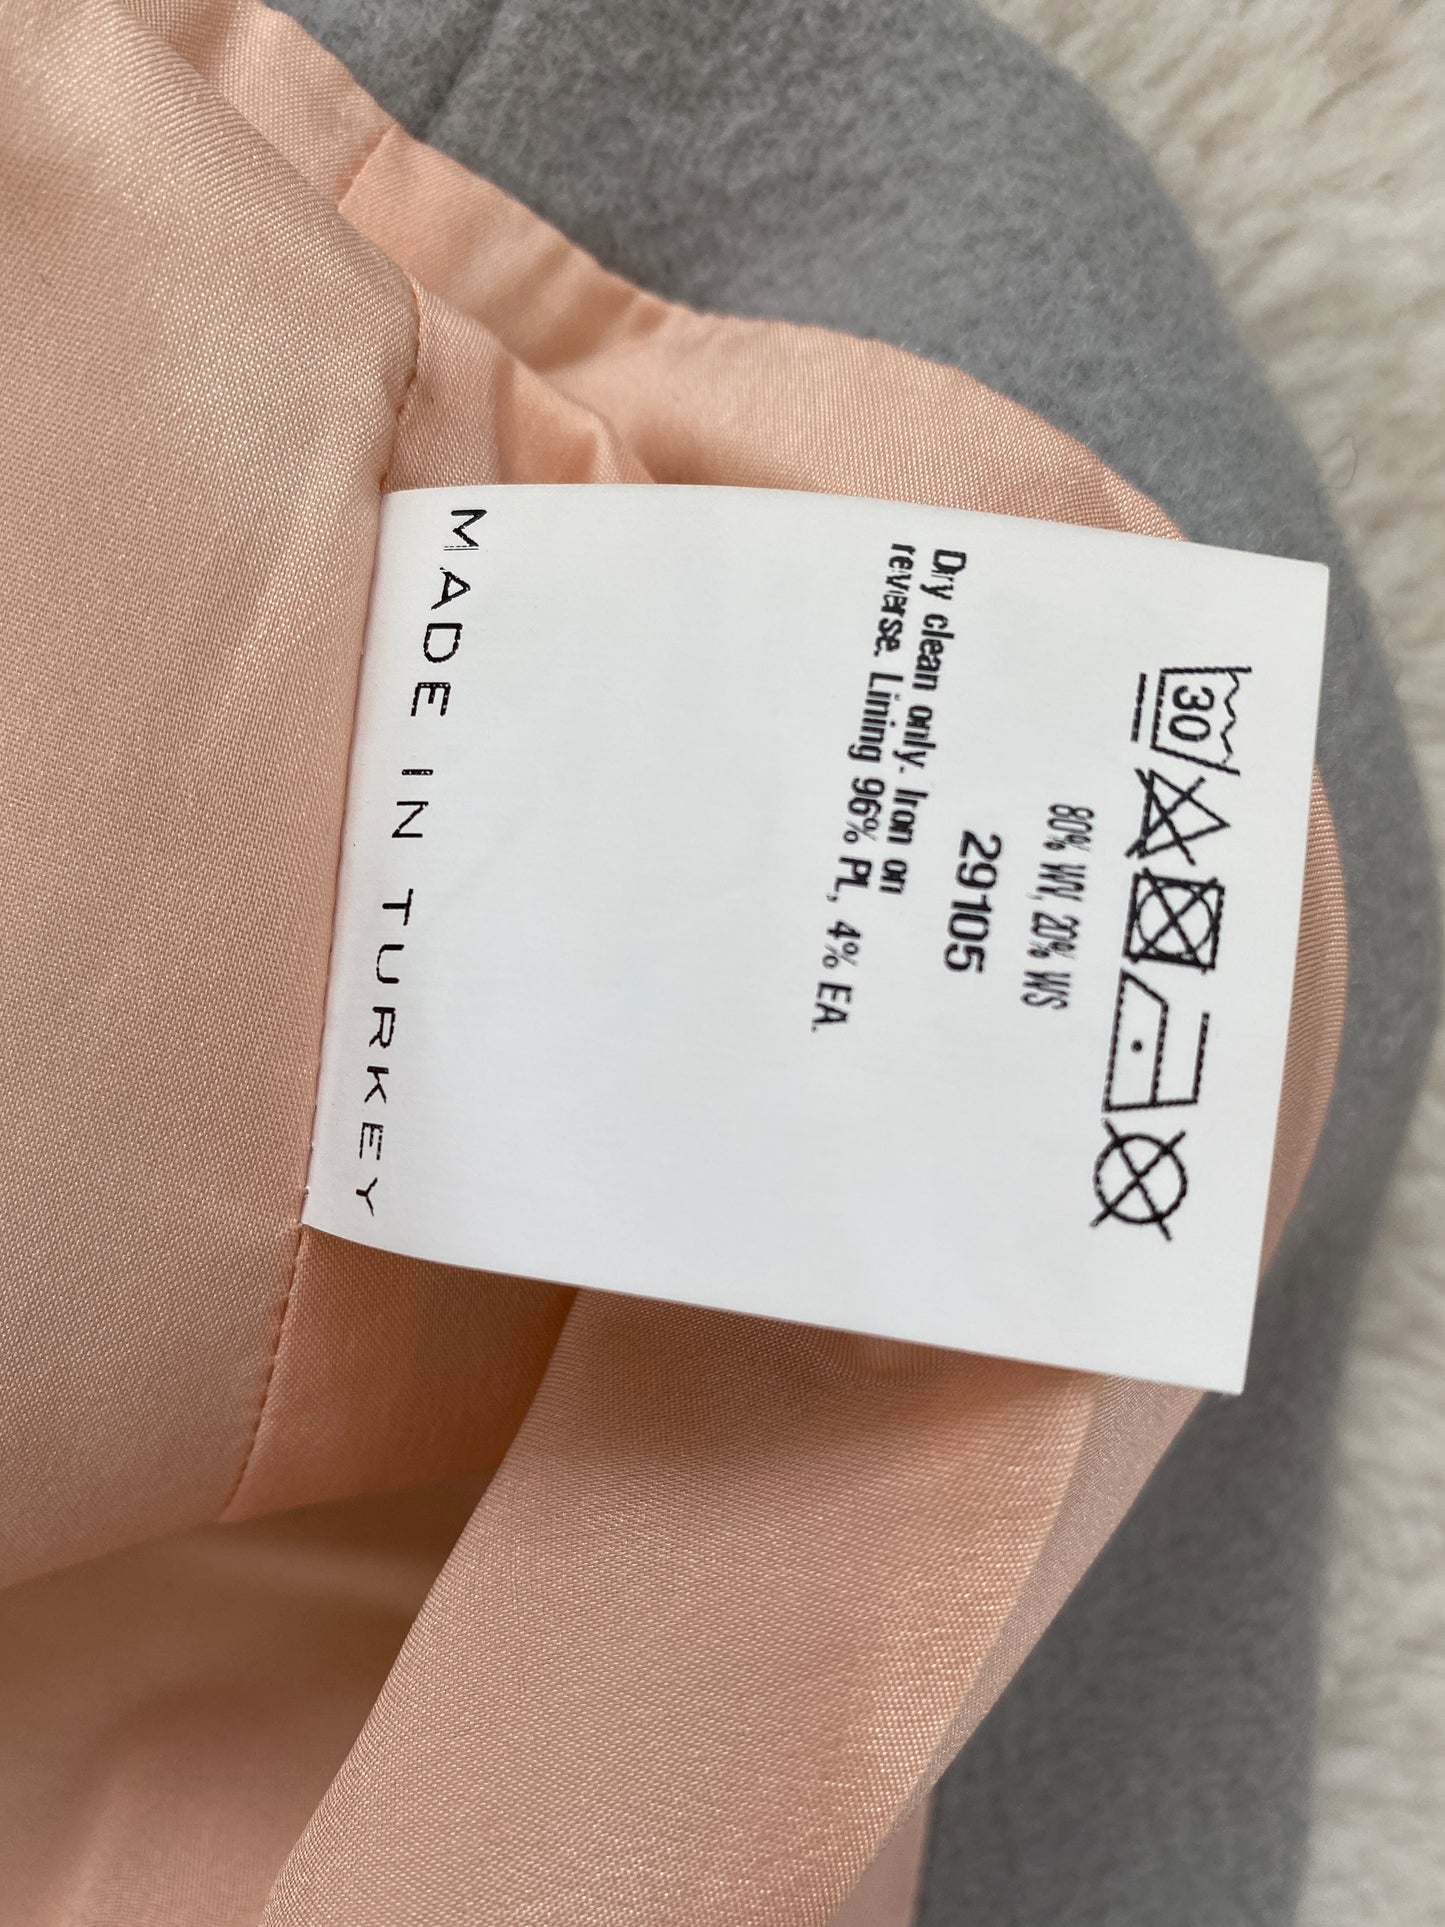 30
80% WV, 20% WS
29105
Dry clean only. Iron on
reverse. Lining 96% PL, 4% EA.
MADE IN TURKEY